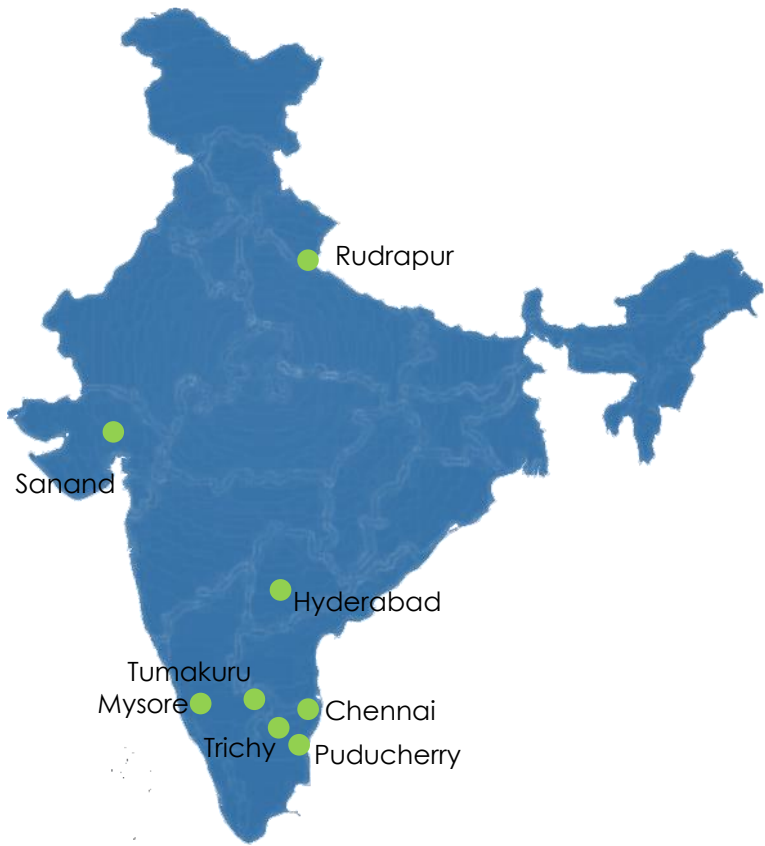 Rudrapur
Sanand
Hyderabad
Tumakuru
Mysore
Chennai
Trichy
Puducherry